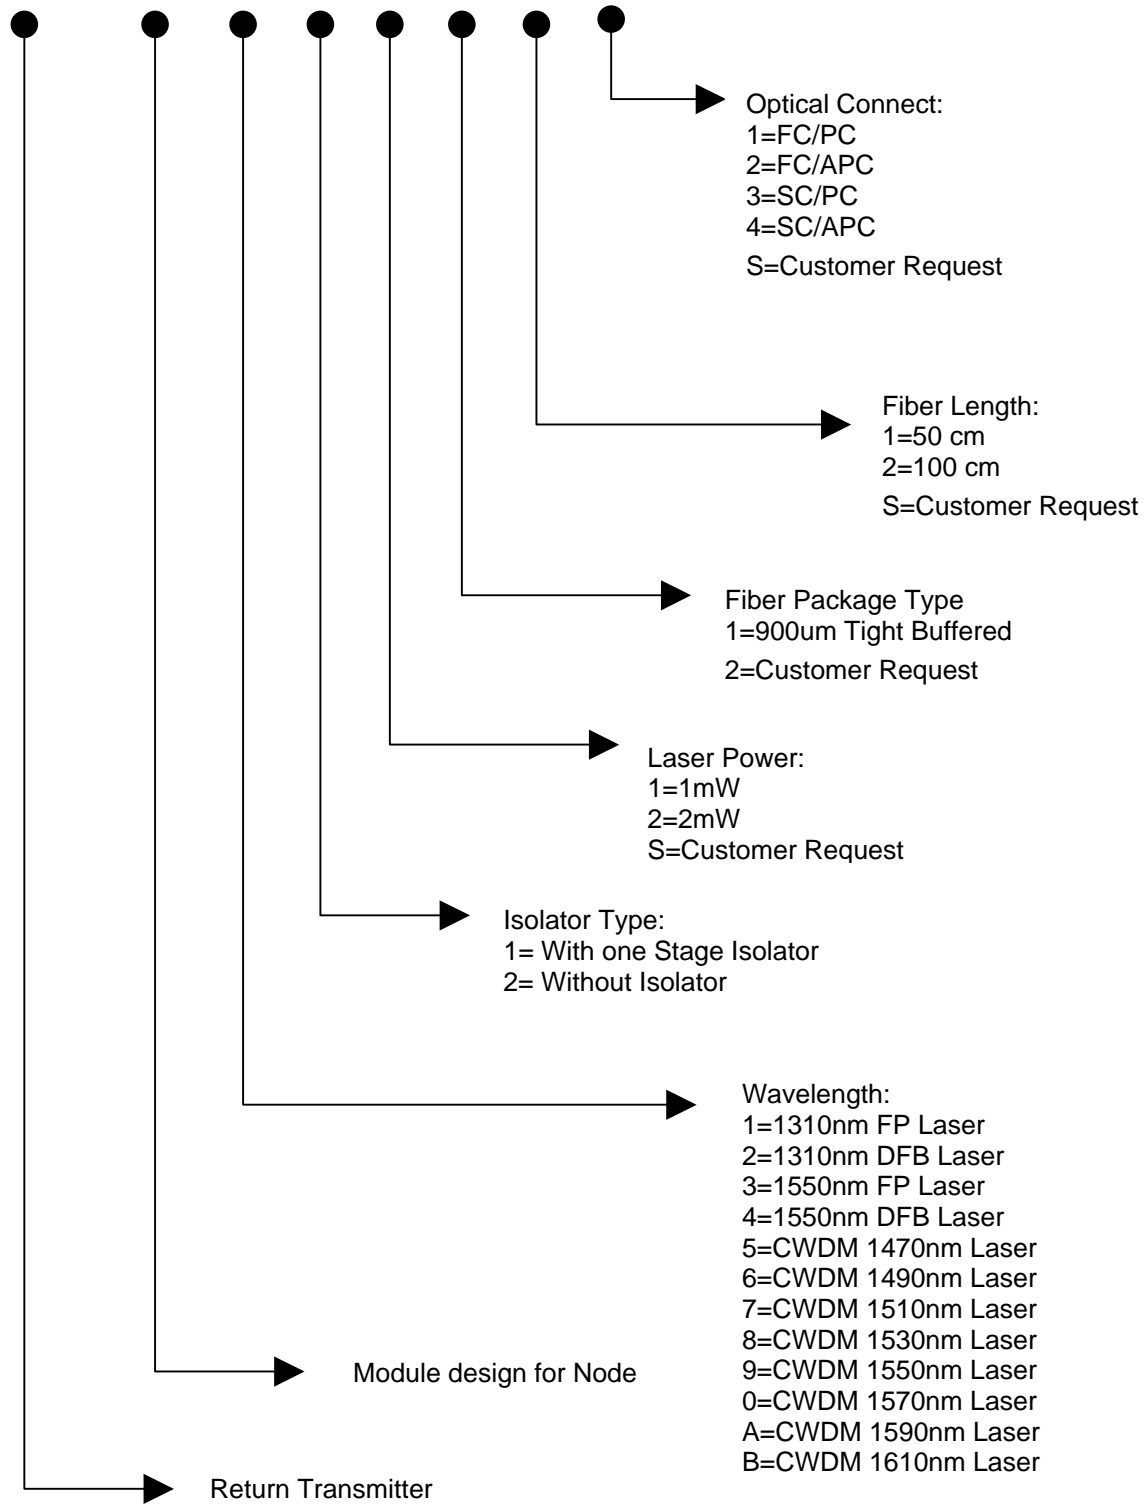 Optical Connect:
1=FC/PC
2=FC/APC
3=SC/PC
4=SC/APC
S=Customer Request
Fiber Length:
1=50 cm
2=100 cm
S=Customer Request
Fiber Package Type
1=900um Tight Buffered
2=Customer Request
Laser Power:
1=1mW
2=2mW
S=Customer Request
Isolator Type:
1= With one Stage Isolator
2= Without Isolator
Wavelength:
1=1310nm FP Laser
2=1310nm DFB Laser
3=1550nm FP Laser
4=1550nm DFB Laser
5=CWDM 1470nm Laser
6=CWDM 1490nm Laser
7=CWDM 1510nm Laser
8=CWDM 1530nm Laser
9=CWDM 1550nm Laser
0=CWDM 1570nm Laser
A=CWDM 1590nm Laser
B=CWDM 1610nm Laser
Module design for Node
Return Transmitter